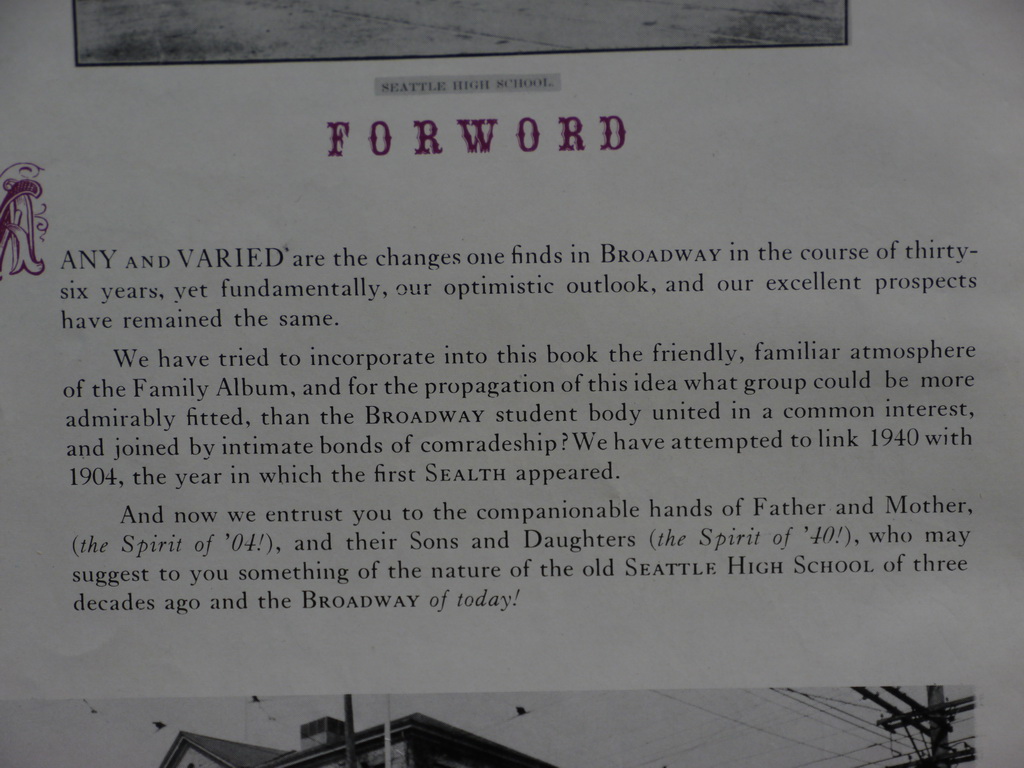 SEATTLE HIGH SCHOOL.
FORWORD
ANY AND VARIED are the changes one finds in BROADWAY in the course of thirty-
six years, yet fundamentally, our optimistic outlook, and our excellent prospects
have remained the same.
We have tried to incorporate into this book the friendly, familiar atmosphere
of the Family Album, and for the propagation of this idea what group could be more
admirably fitted, than the BROADWAY student body united in a common interest,
and joined by intimate bonds of comradeship? We have attempted to link 1940 with
1904, the year in which the first SEALTH appeared.
And now we entrust you to the companionable hands of Father and Mother,
(the Spirit of '04!), and their Sons and Daughters (the Spirit of '40!), who may
suggest to you something of the nature of the old SEATTLE HIGH SCHOOL of three
decades ago and the BROADWAY of today!